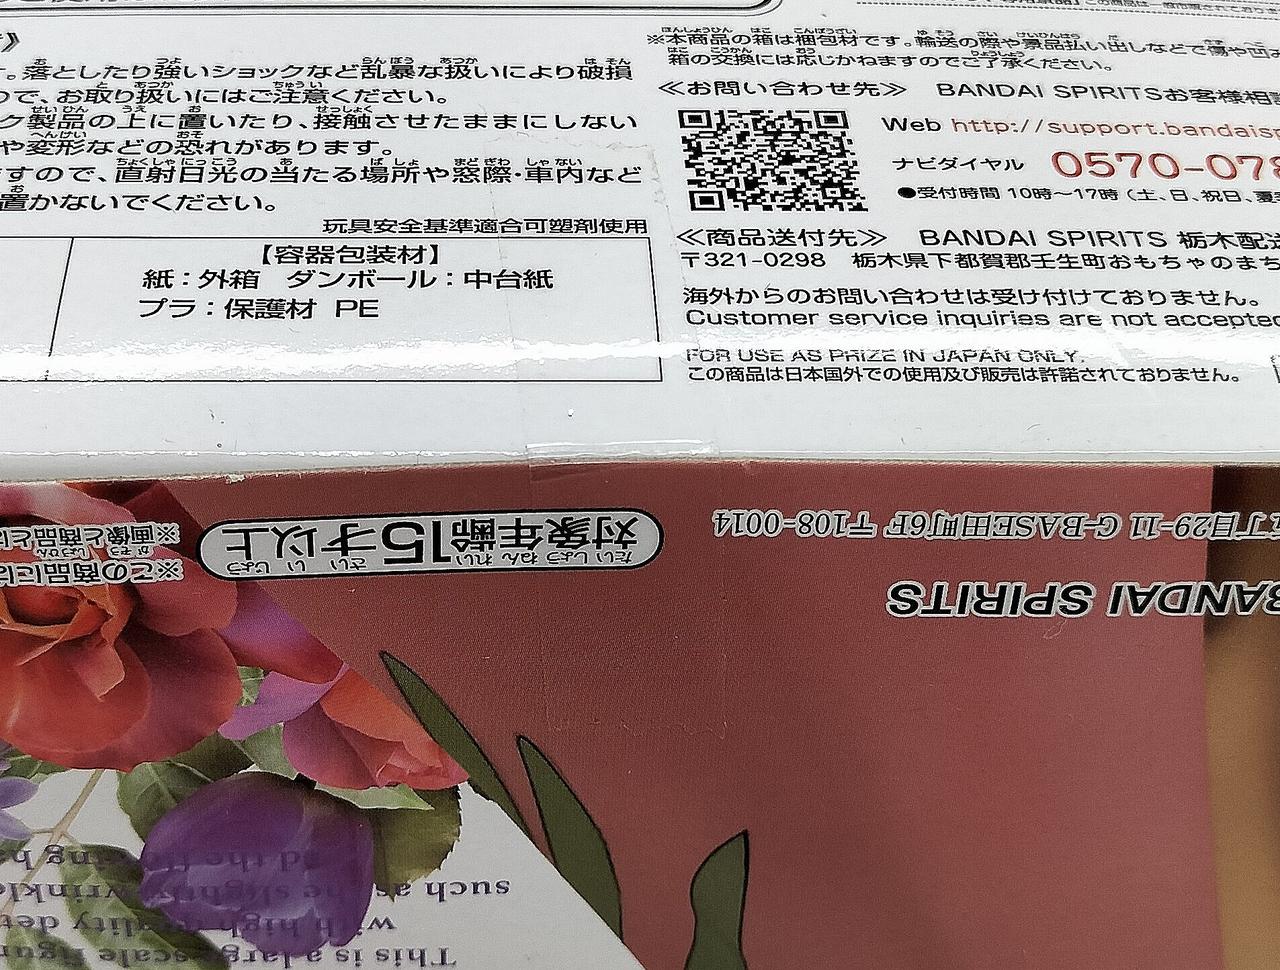 落としたり強いショックなど乱暴な扱いにより破損
で、お取り扱いにはご注意ください。
ク製品の上に置いたり、接触させたままにしない
や変形などの恐れがあります。
すので、直射日光の当たる場所や窓際・車内など
置かないでください。
玩具安全基準適合可塑剤使用
【容器包装材】
紙：外箱 ダンボール：中台紙
プラ：保護材 PE
※本商品の箱は梱包材です。輸送の際や景品払い出しなどで傷や凹
箱の交換には応じかねますのでご了承ください。
≪お問い合わせ先≫ BANDAI SPIRITSお客様相
Web http://support.bandais
ナビダイヤル 0570-078
●受付時間 10時～17時（土、日、祝日、夏
≪商品送付先≫ BANDAI SPIRITS 栃木配送
〒321-0298 栃木県下都賀郡壬生町おもちゃのまち
海外からのお問い合わせは受け付けておりません。
Customer service inquiries are not accepted
FOR USE AS PRIZE IN JAPAN ONLY.
この商品は日本国外での使用及び販売は許諾されておりません。
BANDAI SPIRITS
丁目29-11 G-BASE田町6F 〒108-0014
対象年齢15才以上
※この商品には
※画像と商品とは
This is a large scale figur
with high quality det
such as the slightly wrinkle
and the flowing ha